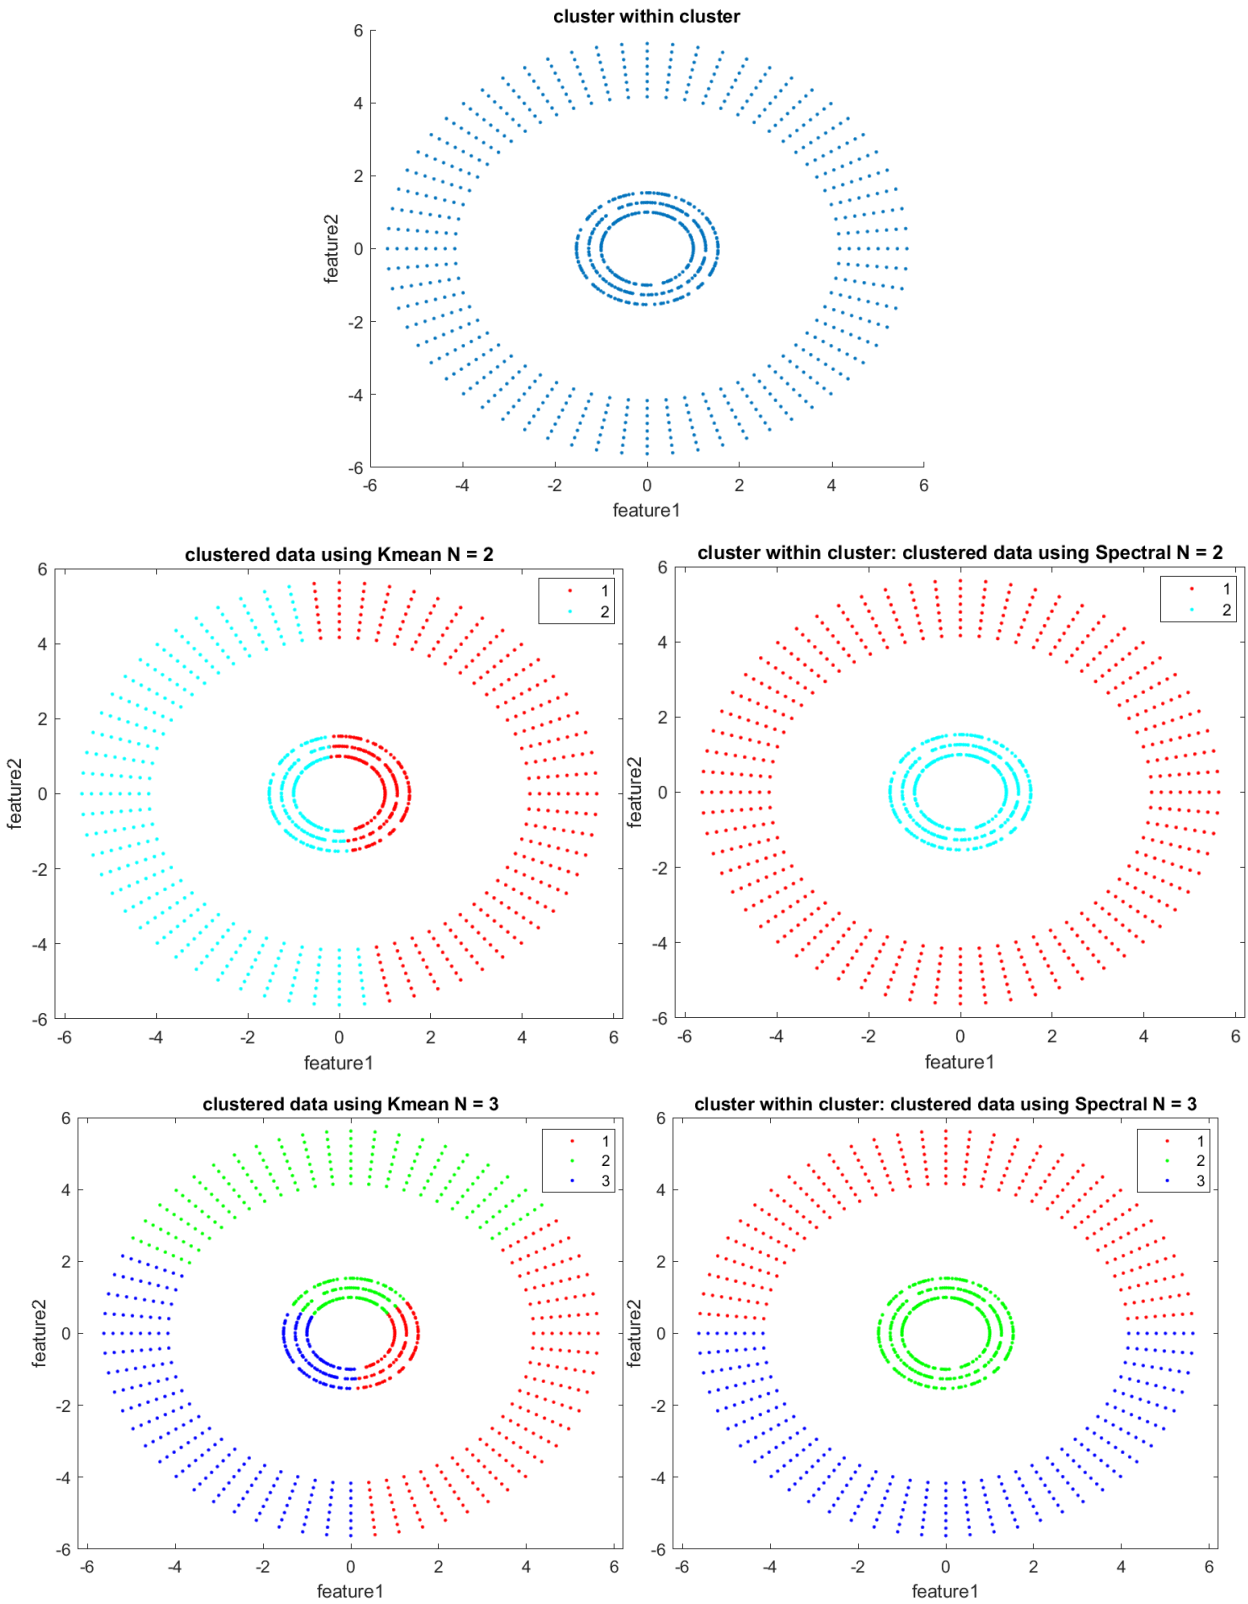 cluster within cluster
6
4
2
0
-2
-4
-6
feature2
-6 -4 -2 0 2 4 6
feature1
clustered data using Kmean N = 2
1
2
6
4
2
0
-2
-4
-6
feature2
-6 -4 -2 0 2 4 6
feature1
cluster within cluster: clustered data using Spectral N = 2
1
2
6
4
2
0
-2
-4
-6
feature2
-6 -4 -2 0 2 4 6
feature1
clustered data using Kmean N = 3
1
2
3
6
4
2
0
-2
-4
-6
feature2
-6 -4 -2 0 2 4 6
feature1
cluster within cluster: clustered data using Spectral N = 3
1
2
3
6
4
2
0
-2
-4
-6
feature2
-6 -4 -2 0 2 4 6
feature1